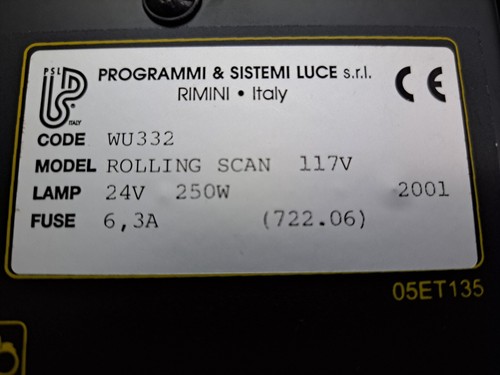 PSL
ITALY
PROGRAMMI & SISTEMI LUCE s.r.l.
RIMINI • Italy
CE
CODE WU332
MODEL ROLLING SCAN 117V
LAMP 24V 250W 2001
FUSE 6,3A (722.06)
05ET135